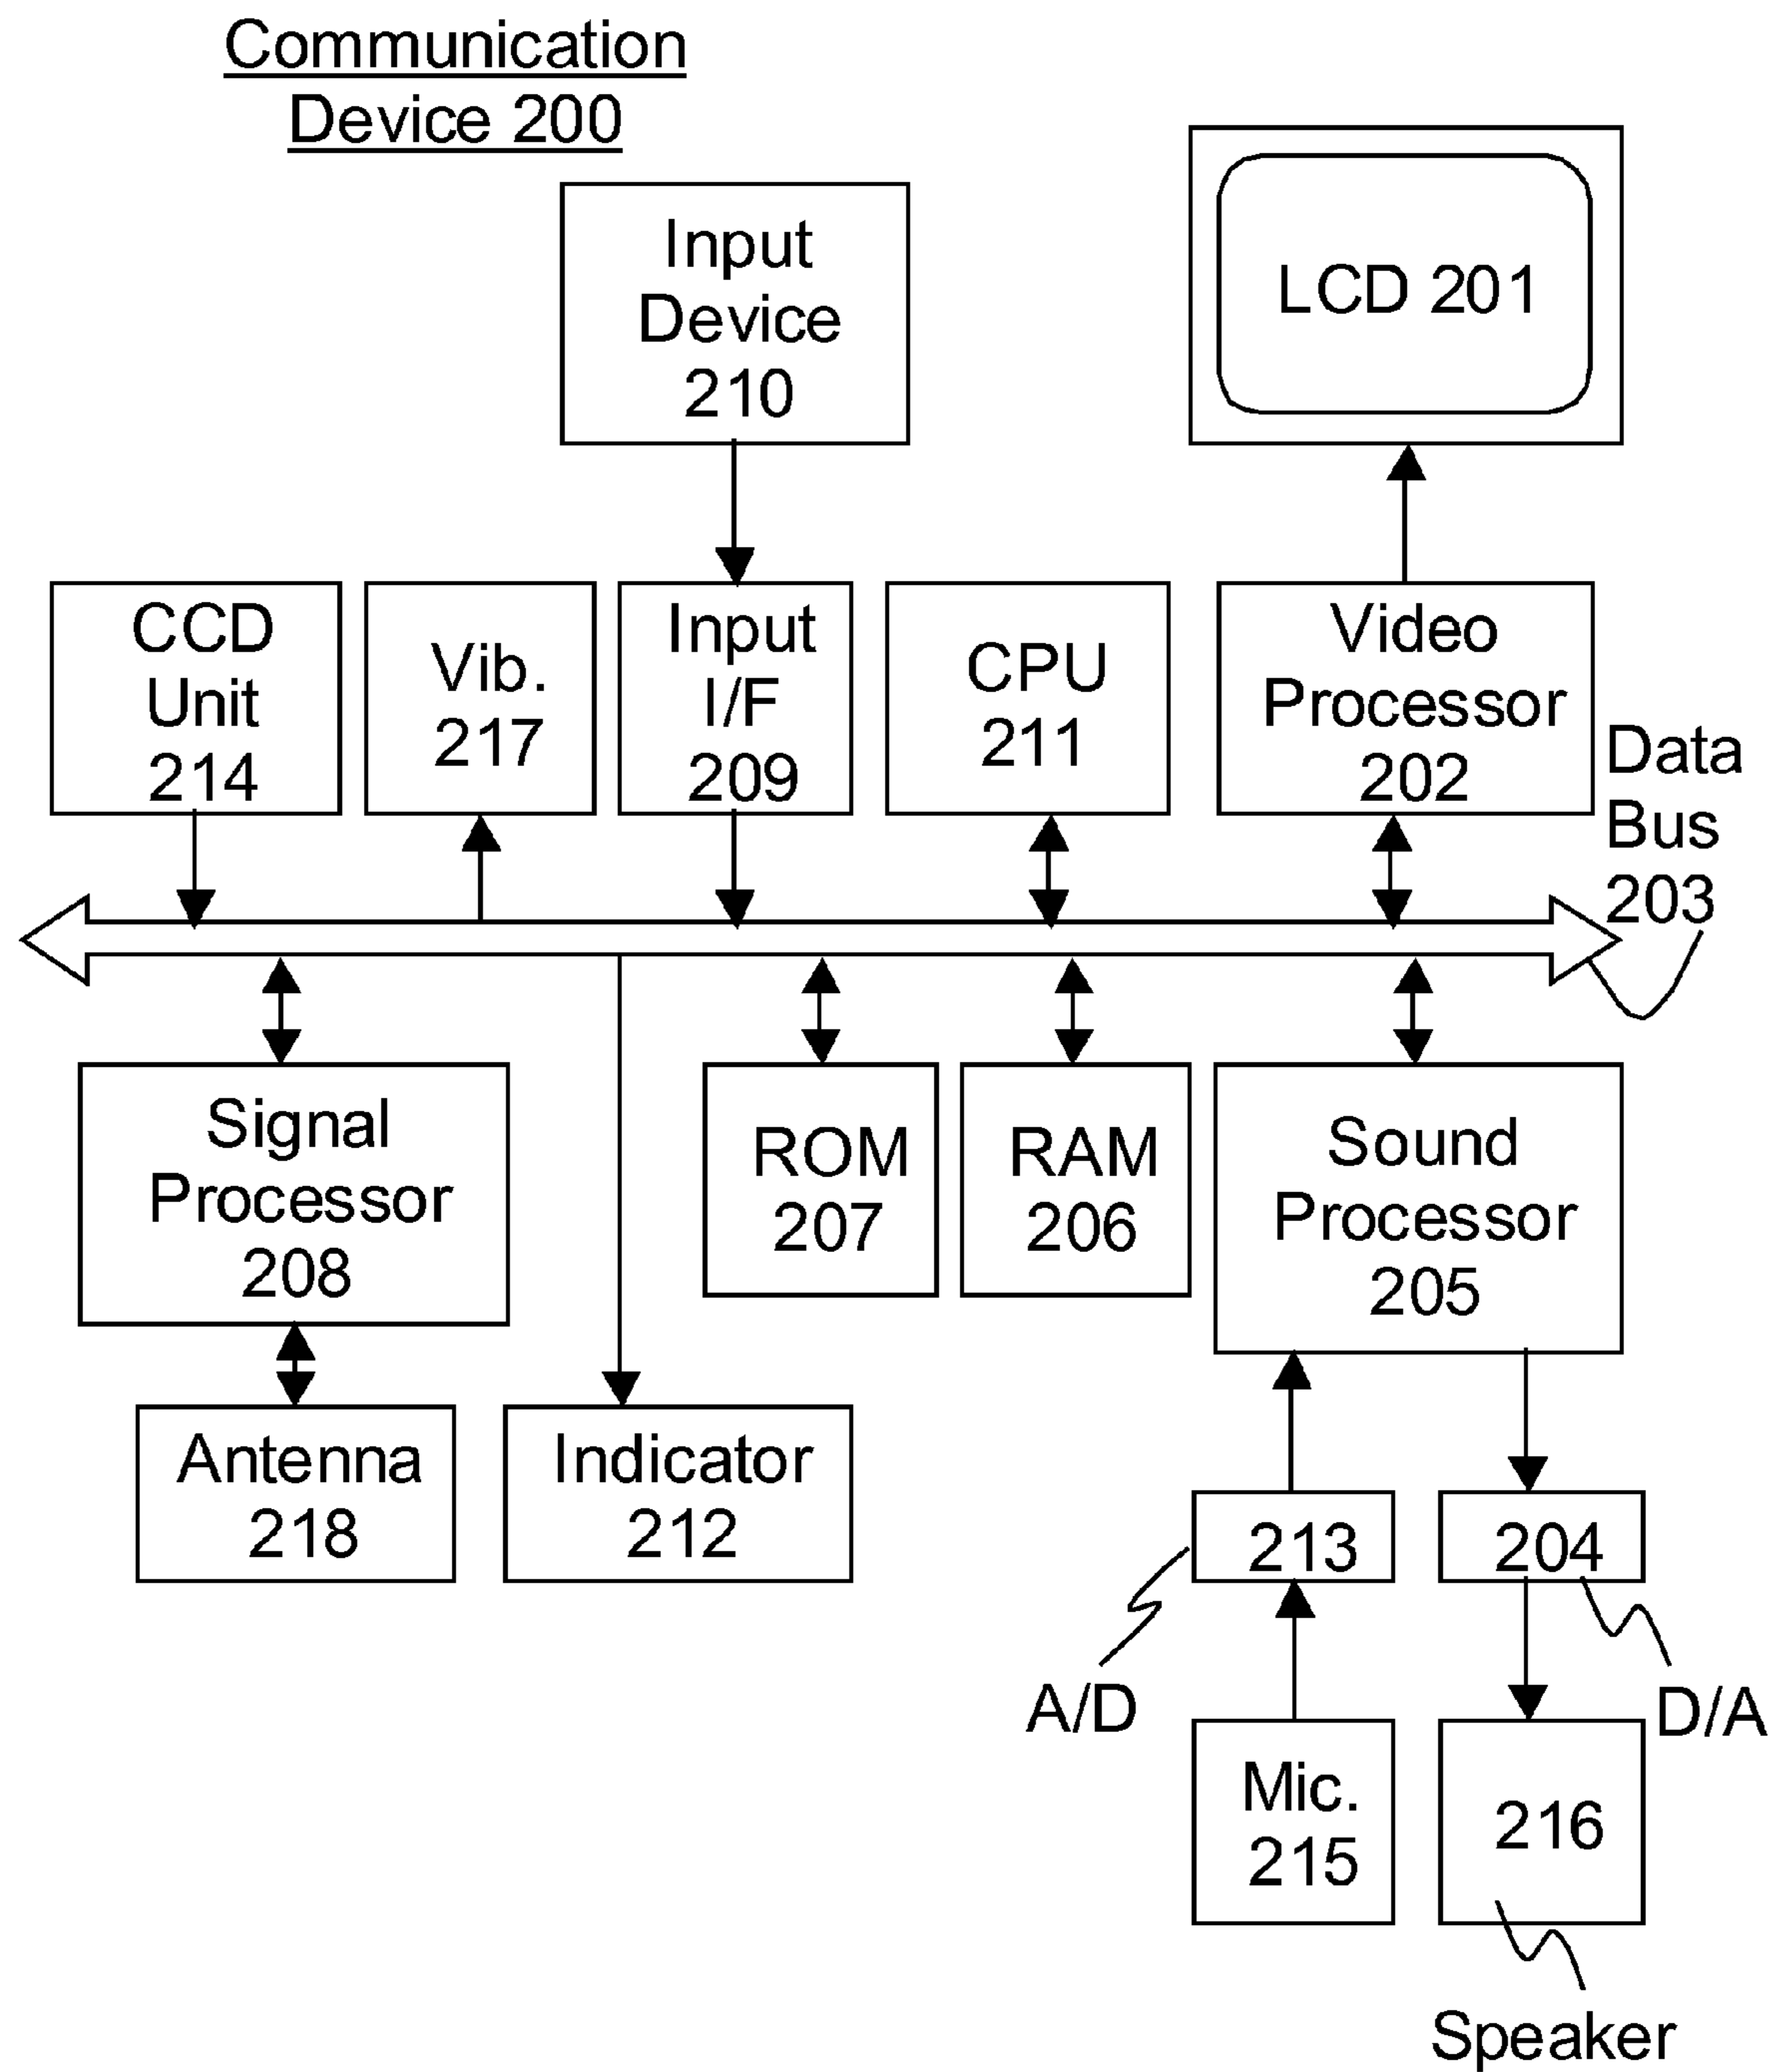 Communication
Device 200
Input
Device
210
LCD 201
CCD
Unit
214
Vib.
217
Input
I/F
209
CPU
211
Video
Processor
202
Data
Bus
203
Signal
Processor
208
ROM
207
RAM
206
Sound
Processor
205
Antenna
218
Indicator
212
213
204
A/D
D/A
Mic.
215
216
Speaker